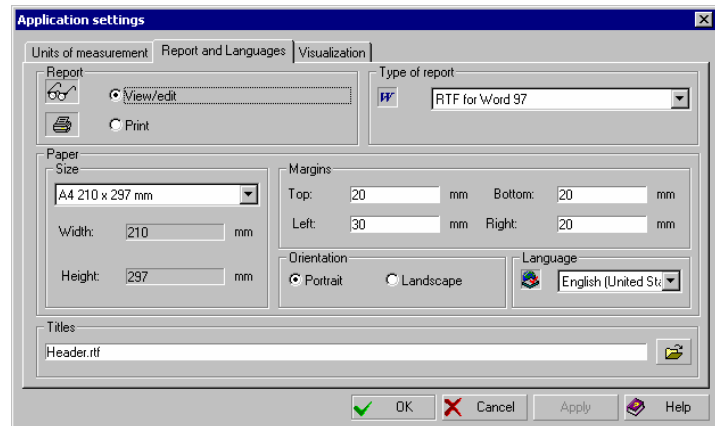 Application settings
Units of measurement Report and Languages Visualization
Report
View/edit
Print
Type of report
W RTF for Word 97
Paper
Size
A4 210 x 297 mm
Width: 210 mm
Height: 297 mm
Margins
Top: 20 mm Bottom: 20 mm
Left: 30 mm Right: 20 mm
Orientation
Portrait Landscape
Language
English (United Sta
Titles
Header.rtf
OK Cancel Apply Help